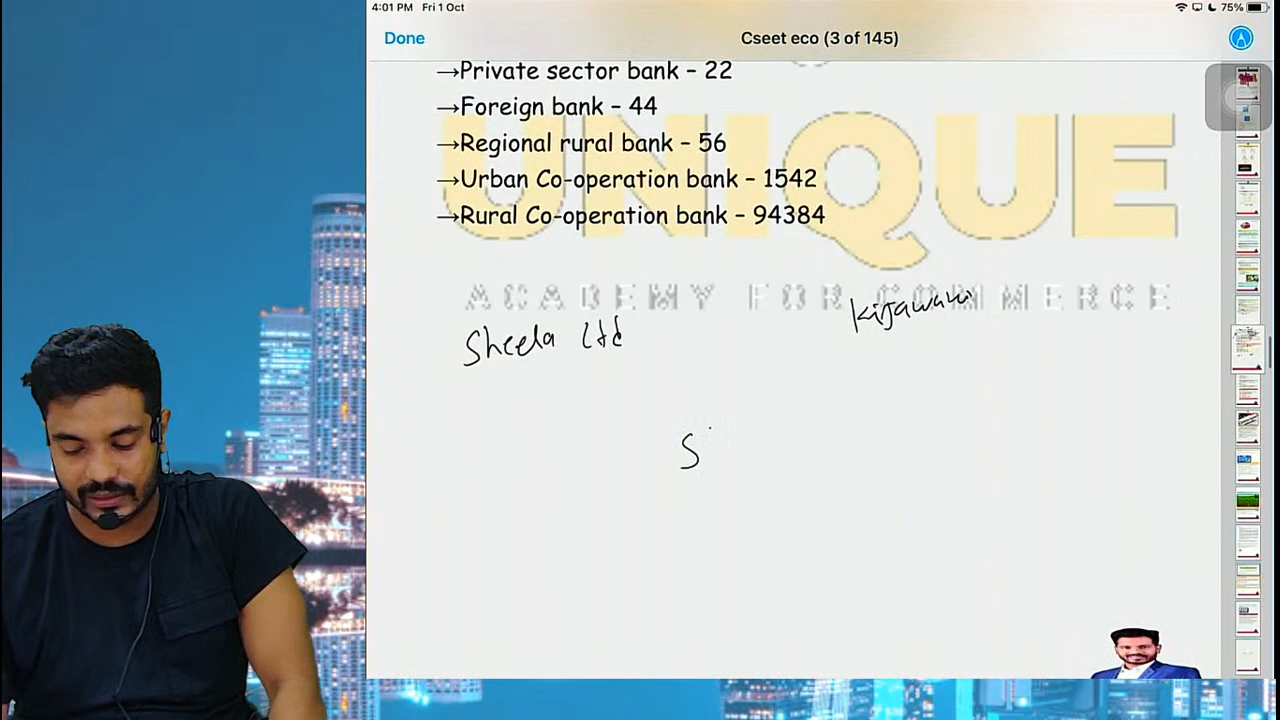 4:01 PM Fri 1 Oct
75%
Done
Cseet eco (3 of 145)
→Private sector bank – 22
→Foreign bank – 44
→Regional rural bank – 56
→Urban Co-operation bank – 1542
→Rural Co-operation bank – 94384
UNIQUE
ACADEMY FOR COMMERCE
Sheela Ltd
S